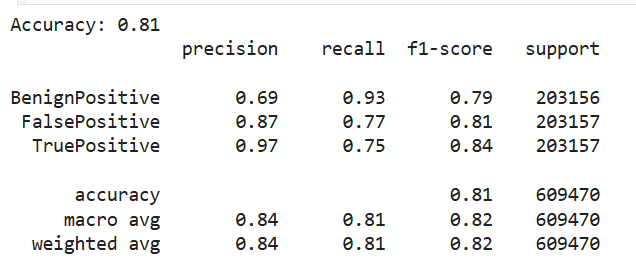 Accuracy: 0.81
precision recall f1-score support
BenignPositive 0.69 0.93 0.79 203156
FalsePositive 0.87 0.77 0.81 203157
TruePositive 0.97 0.75 0.84 203157
accuracy 0.81 609470
macro avg 0.84 0.81 0.82 609470
weighted avg 0.84 0.81 0.82 609470